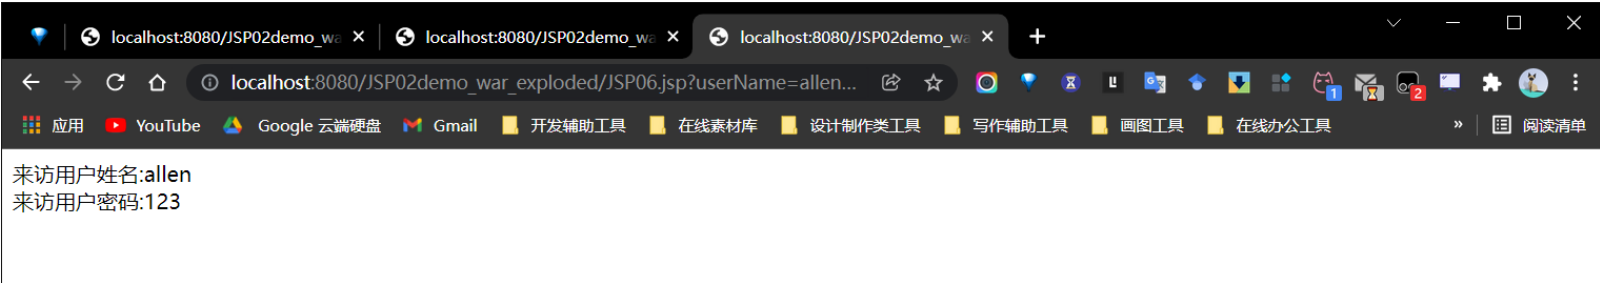 localhost:8080/JSP02demo_wa localhost:8080/JSP02demo_wa localhost:8080/JSP02demo_wa
localhost:8080/JSP02demo_war_exploded/JSP06.jsp?userName=allen... 1 2
应用 YouTube Google 云端硬盘 Gmail 开发辅助工具 在线素材库 设计制作类工具 写作辅助工具 画图工具 在线办公工具 » 阅读清单
来访用户姓名:allen
来访用户密码:123